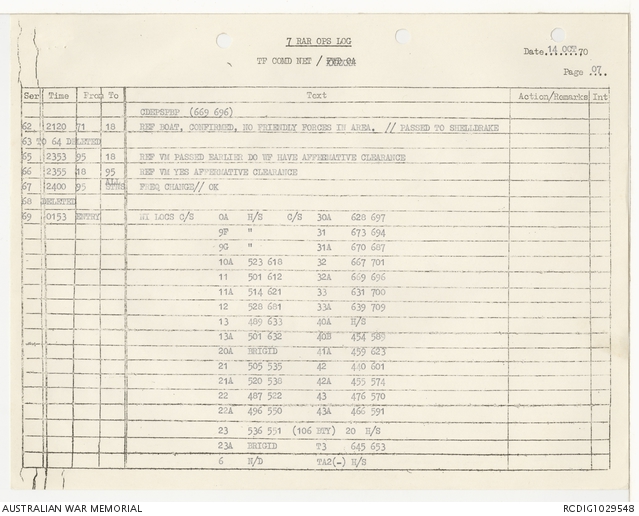 7 RAR OPS LOG
TF COMD NET /
Date 14 OCT 70
Page 07.
Ser Time From To Text Action/Remarks Int
CDSPSPRP (669 696)
62 2120 71 18 REF BOAT, CONFIRMED, NO FRIENDLY FORCES IN AREA. // PASSED TO SHELLDRAKE
63 TO 64 DELETED
65 2353 95 18 REF VM PASSED EARLIER DO WF HAVE AFFERMATIVE CLEARANCE
66 2355 18 95 REF VM YES AFFERMATIVE CLEARANCE
67 2400 95 ALL STNS FREQ CHANGE// OK
68 DELETED
69 0153 ENTRY NT LOCS C/S 0A H/S C/S 30A 628 697
9F " 31 673 694
9G " 31A 670 687
10A 523 618 32 667 701
11 501 612 32A 669 696
11A 514 621 33 631 700
12 528 681 33A 639 709
13 489 633 40A H/S
13A 501 632 40B 454 589
20A BRIGID 41A 459 623
21 505 535 42 440 601
21A 520 538 42A 455 574
22 487 522 43 476 570
22A 496 550 43A 466 591
23 536 551 (106 BTY) 20 H/S
23A BRIGID T3 645 653
6 N/D TA2(-) H/S
AUSTRALIAN WAR MEMORIAL
RCDIG1029548